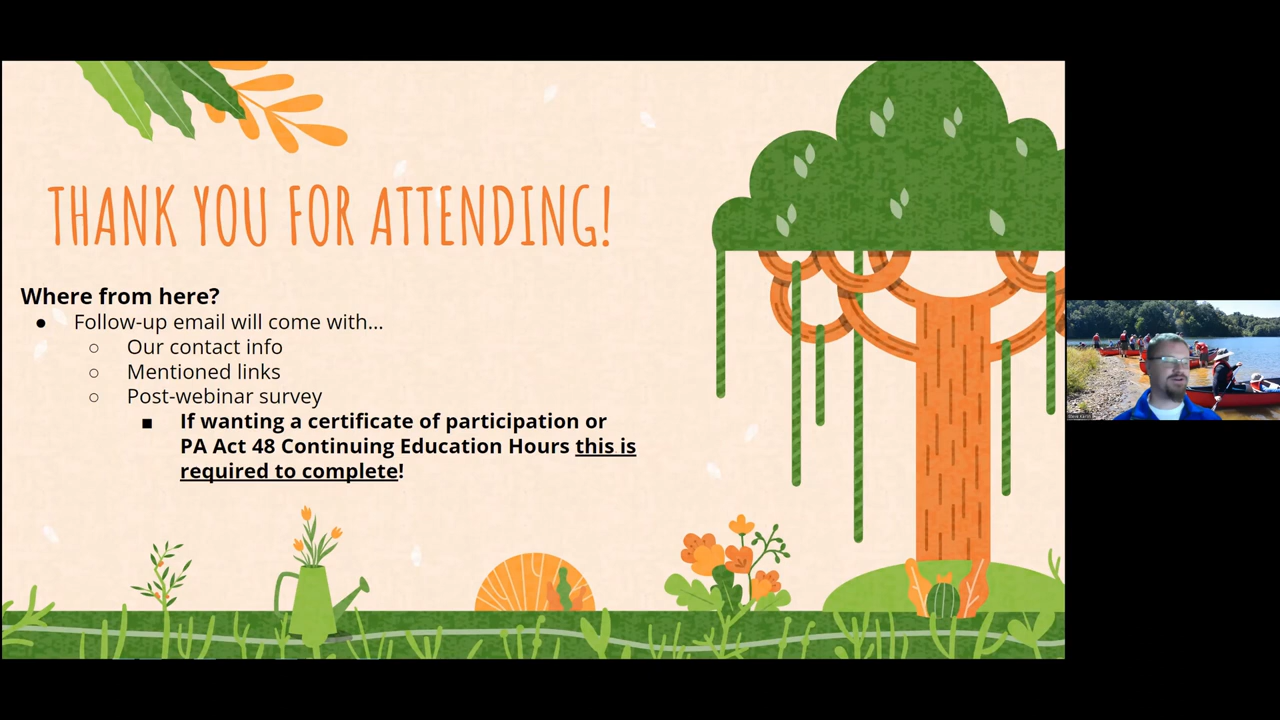 THANK YOU FOR ATTENDING!
Where from here?
● Follow-up email will come with...
○ Our contact info
○ Mentioned links
○ Post-webinar survey
■ If wanting a certificate of participation or
PA Act 48 Continuing Education Hours this is
required to complete!